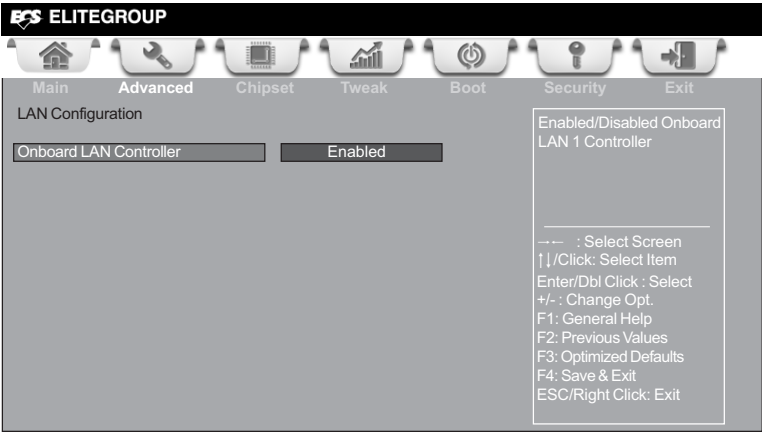 ECS ELITEGROUP
Main Advanced Chipset Tweak Boot Security Exit
LAN Configuration
Onboard LAN Controller Enabled
Enabled/Disabled Onboard
LAN 1 Controller
→← : Select Screen
↑↓/Click: Select Item
Enter/Dbl Click : Select
+/- : Change Opt.
F1: General Help
F2: Previous Values
F3: Optimized Defaults
F4: Save & Exit
ESC/Right Click: Exit